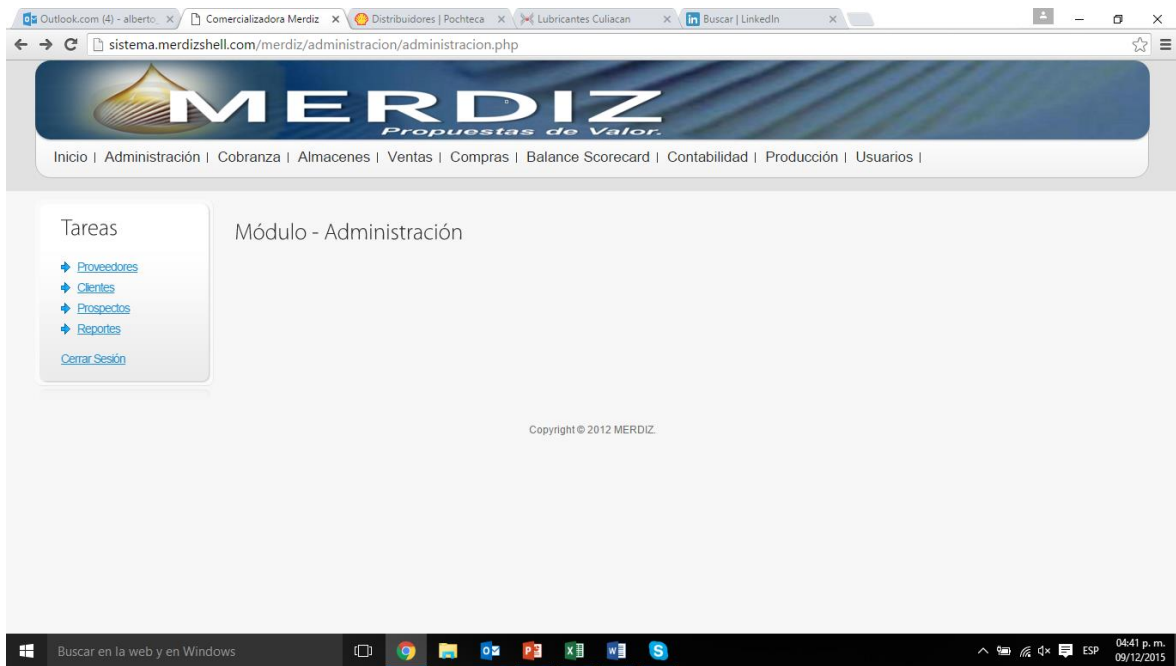 Outlook.com (4) - alberto_ Comercializadora Merdiz Distribuidores | Pochteca Lubricantes Culiacan Buscar | LinkedIn
sistema.merdizshell.com/merdiz/administracion/administracion.php
MERDIZ
Propuestas de Valor.
Inicio | Administración | Cobranza | Almacenes | Ventas | Compras | Balance Scorecard | Contabilidad | Producción | Usuarios |
Tareas
Módulo - Administración
Proveedores
Clientes
Prospectos
Reportes
Cerrar Sesión
Copyright © 2012 MERDIZ.
Buscar en la web y en Windows
ESP
04:41 p. m.
09/12/2015